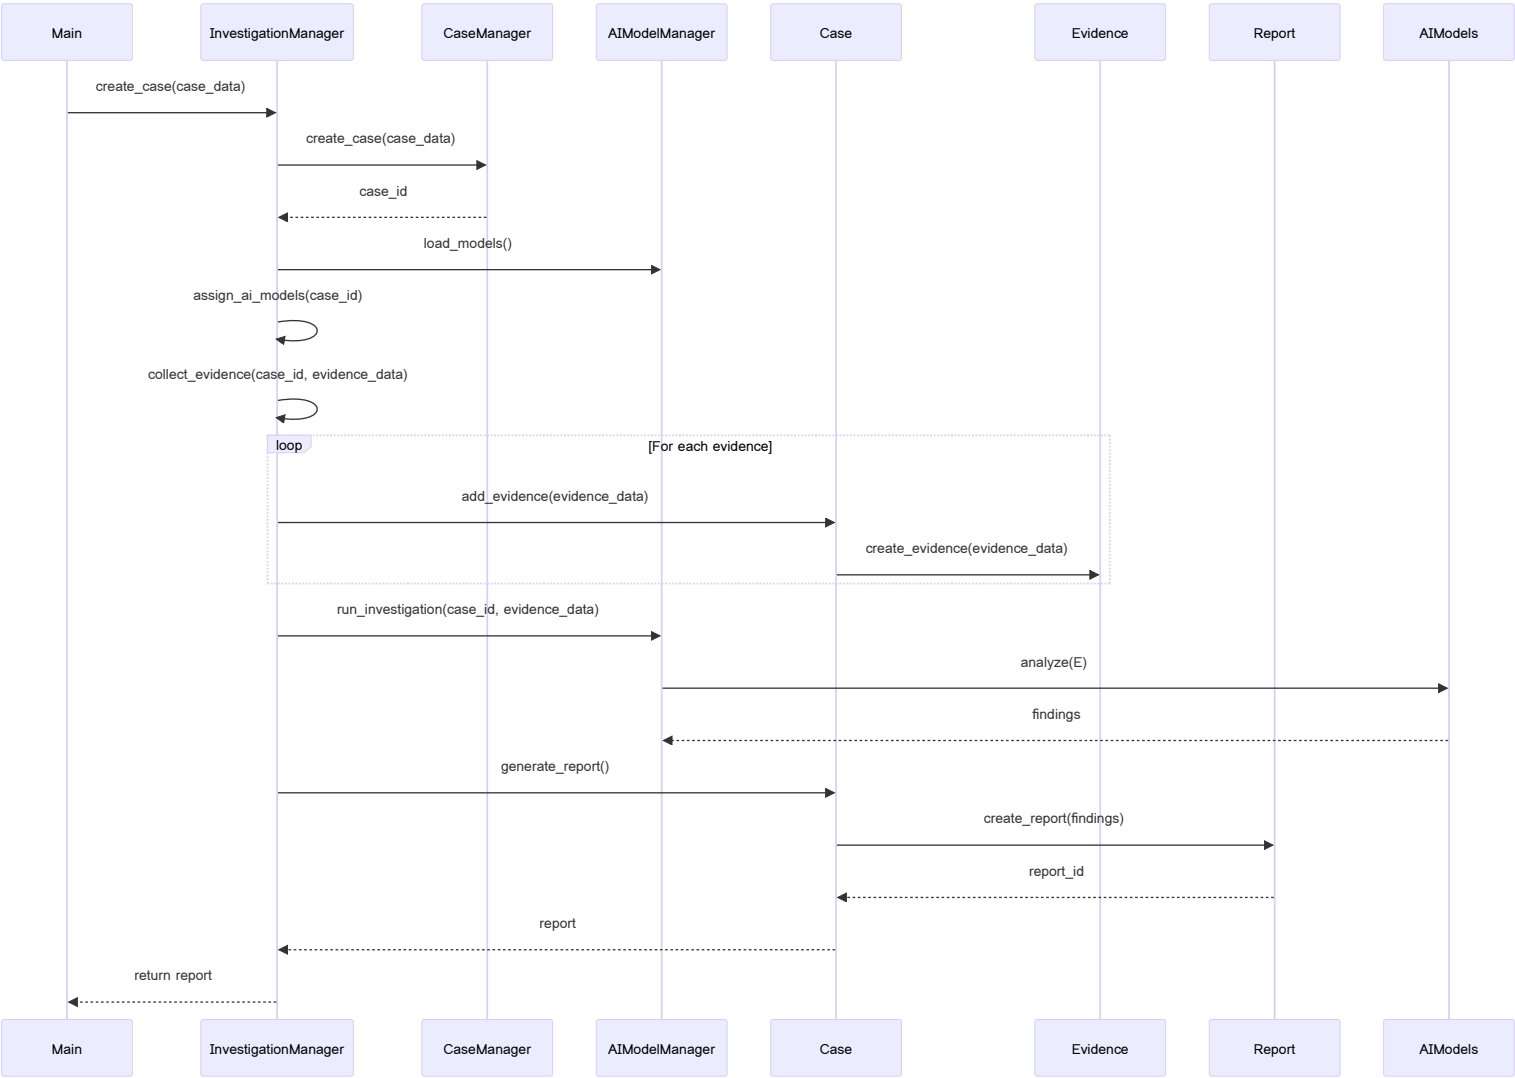 Main
InvestigationManager
CaseManager
AIModelManager
Case
Evidence
Report
AIModels
create_case(case_data)
create_case(case_data)
case_id
load_models()
assign_ai_models(case_id)
collect_evidence(case_id, evidence_data)
loop
[For each evidence]
add_evidence(evidence_data)
create_evidence(evidence_data)
run_investigation(case_id, evidence_data)
analyze(E)
findings
generate_report()
create_report(findings)
report_id
report
return report
Main
InvestigationManager
CaseManager
AIModelManager
Case
Evidence
Report
AIModels